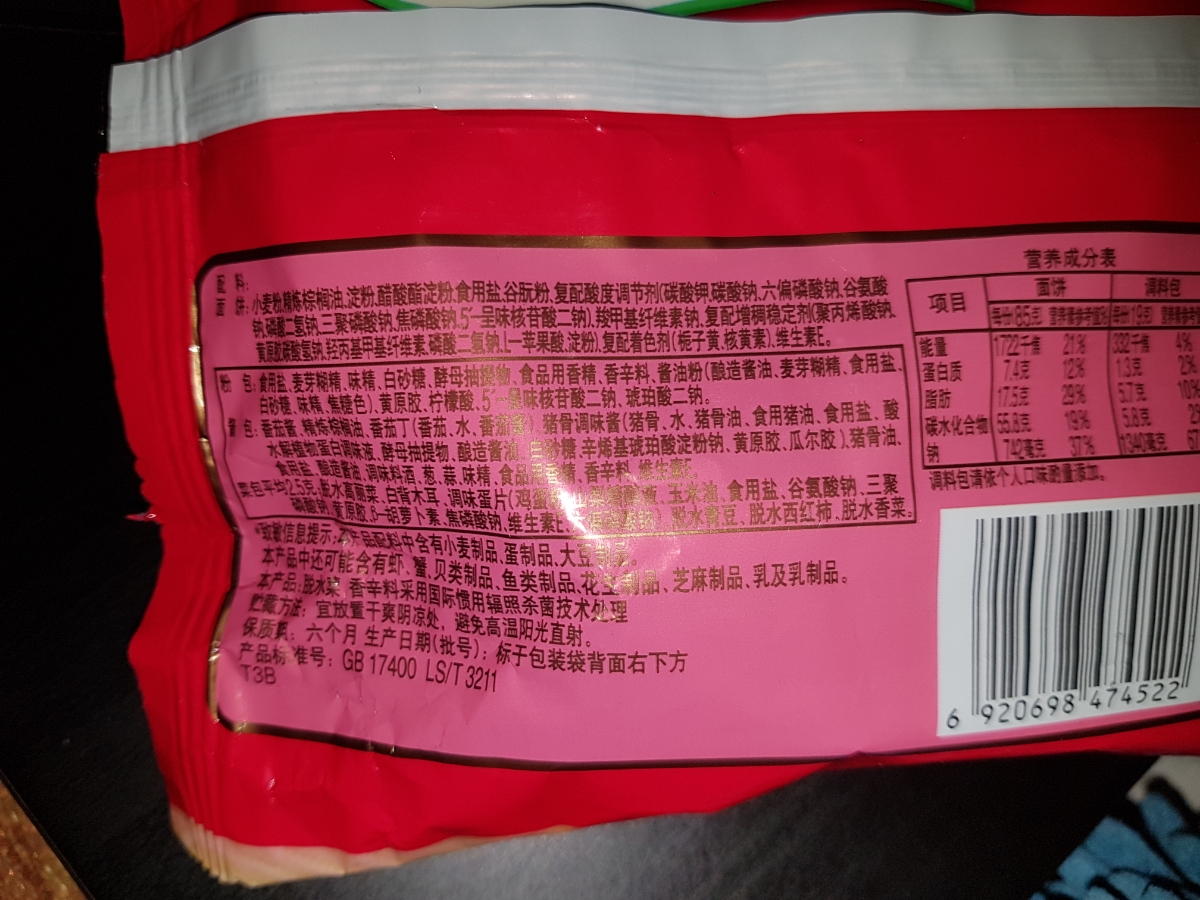 配 料:
面 饼:小麦粉,精炼棕榈油、淀粉、醋酸酯淀粉,食用盐,谷朊粉、复配酸度调节剂(碳酸钾,碳酸钠、六偏磷酸钠、谷氨酸
钠,磷酸二氢钠,三聚磷酸钠,焦磷酸钠,5'-呈味核苷酸二钠),羧甲基纤维素钠、复配增稠稳定剂(聚丙烯酸钠、
黄原胶,碳酸氢钠,羟丙基甲基纤维素,磷酸二氢钠,L-苹果酸,淀粉),复配着色剂(栀子黄,核黄素),维生素E。
粉 包:食用盐、麦芽糊精、味精、白砂糖、酵母抽提物、食品用香精、香辛料、酱油粉(酿造酱油、麦芽糊精、食用盐、
白砂糖、味精、焦糖色)、黄原胶、柠檬酸、5'-呈味核苷酸二钠、琥珀酸二钠。
酱 包:番茄酱、精炼棕榈油、番茄丁(番茄、水、番茄酱)、猪骨调味酱(猪骨、水、猪骨油、食用猪油、食用盐、酸
水解植物蛋白调味液、酵母抽提物、酿造酱油、白砂糖、辛烯基琥珀酸淀粉钠、黄原胶、瓜尔胶)、猪骨油、
食用盐、酿造酱油、调味料酒、葱、蒜、味精、食品用香精、香辛料、维生素E。
菜包平均2.5克:脱水高丽菜、白背木耳、调味蛋片(鸡蛋 玉米油、食用盐、谷氨酸钠、三聚
磷酸钠、黄原胶、β-胡萝卜素、焦磷酸钠、维生素E 脱水青豆、脱水西红柿、脱水香菜。
*致敏信息提示:本产品配料中含有小麦制品、蛋制品、大豆制品。
本产品中还可能含有虾、蟹、贝类制品、鱼类制品、花生制品、芝麻制品、乳及乳制品。
本产品:脱水菜、香辛料采用国际惯用辐照杀菌技术处理
贮藏方法:宜放置干爽阴凉处,避免高温阳光直射。
保质期:六个月 生产日期(批号):标于包装袋背面右下方
产品标准号:GB 17400 LS/T 3211
T3B
营养成分表
项目 面饼 调料包
每份85克 营养素参考值% 每份19克 营养素参考
能量 1722千焦 21% 332千焦 4%
蛋白质 7.4克 12% 1.3克 2%
脂肪 17.5克 29% 5.7克 10%
碳水化合物 55.8克 19% 5.8克 2%
钠 742毫克 37% 1340毫克
调料包请依个人口味酌量添加。
6 920698 474522